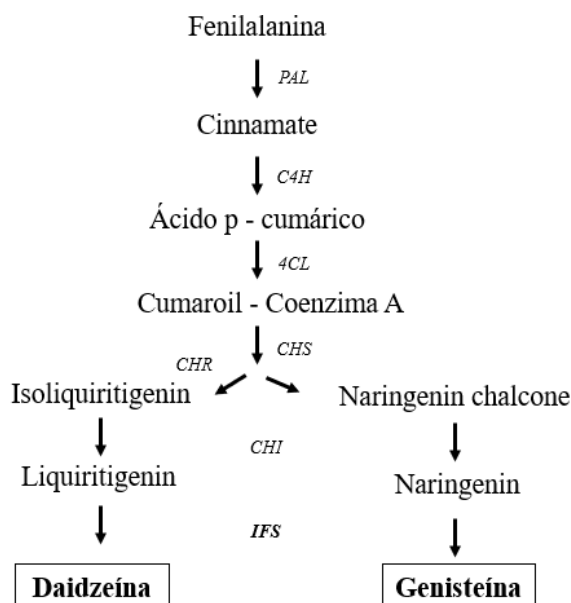 Fenilalanina
PAL
Cinnamate
C4H
Ácido p - cumárico
4CL
Cumaroil - Coenzima A
CHS
CHR
Isoliquiritigenin
Naringenin chalcone
CHI
Liquiritigenin
Naringenin
IFS
Daidzeína
Genisteína